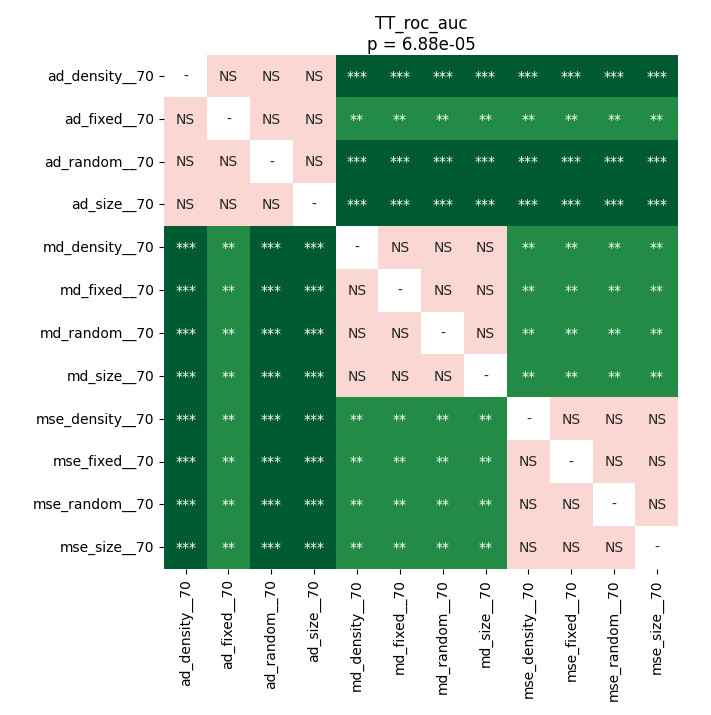 TT_roc_auc
p = 6.88e-05
ad_density__70 - NS NS NS *** *** *** *** *** *** *** ***
ad_fixed__70 NS - NS NS ** ** ** ** ** ** ** **
ad_random__70 NS NS - NS *** *** *** *** *** *** *** ***
ad_size__70 NS NS NS - *** *** *** *** *** *** *** ***
md_density__70 *** ** *** *** - NS NS NS ** ** ** **
md_fixed__70 *** ** *** *** NS - NS NS ** ** ** **
md_random__70 *** ** *** *** NS NS - NS ** ** ** **
md_size__70 *** ** *** *** NS NS NS - ** ** ** **
mse_density__70 *** ** *** *** ** ** ** ** - NS NS NS
mse_fixed__70 *** ** *** *** ** ** ** ** NS - NS NS
mse_random__70 *** ** *** *** ** ** ** ** NS NS - NS
mse_size__70 *** ** *** *** ** ** ** ** NS NS NS -
ad_density__70
ad_fixed__70
ad_random__70
ad_size__70
md_density__70
md_fixed__70
md_random__70
md_size__70
mse_density__70
mse_fixed__70
mse_random__70
mse_size__70